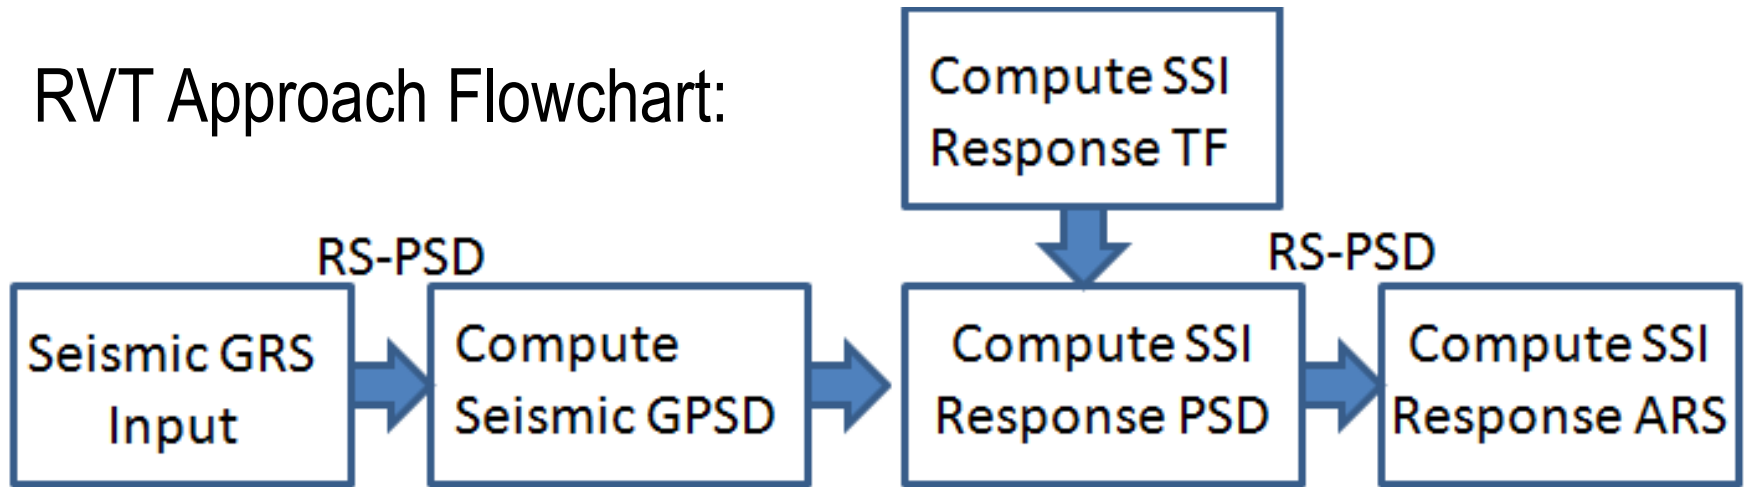 RVT Approach Flowchart:
Compute SSI
Response TF
RS-PSD
RS-PSD
Seismic GRS
Input
Compute
Seismic GPSD
Compute SSI
Response PSD
Compute SSI
Response ARS